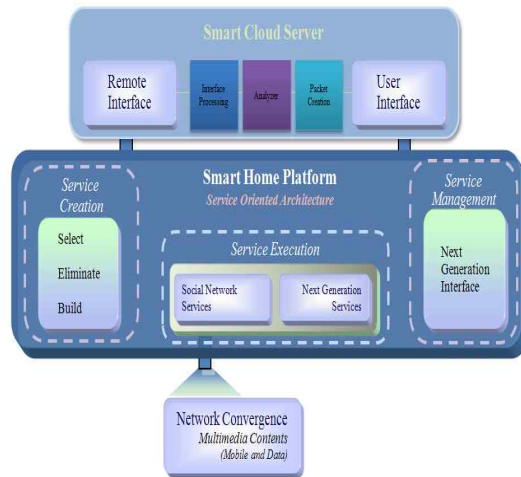 Smart Cloud Server
Remote
Interface
Interface
Processing
Analyzer
Packet
Creation
User
Interface
Smart Home Platform
Service Oriented Architecture
Service
Creation
Select
Eliminate
Build
Service Execution
Social Network
Services
Next Generation
Services
Service
Management
Next
Generation
Interface
Network Convergence
Multimedia Contents
(Mobile and Data)